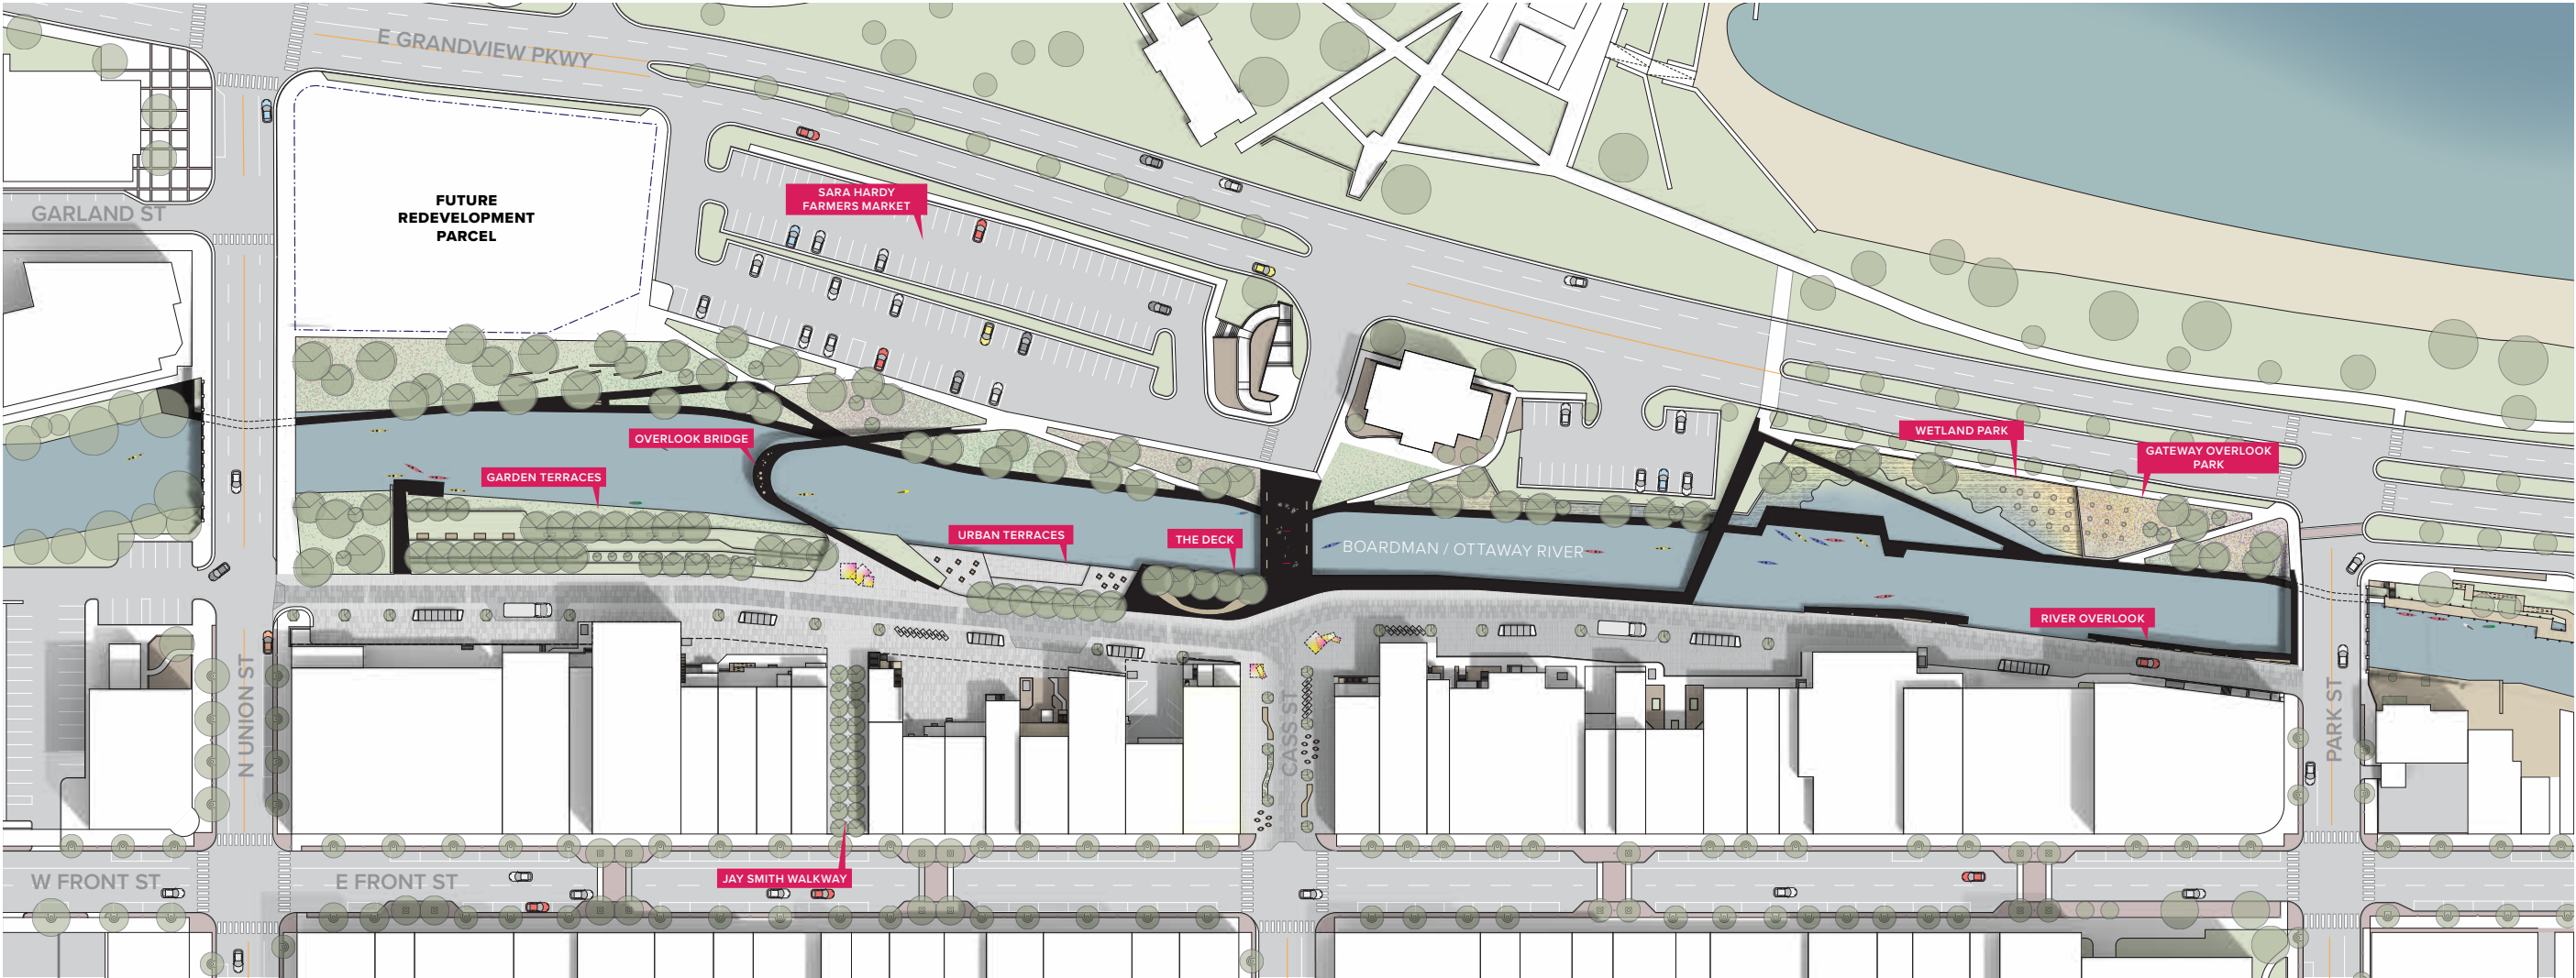 E GRANDVIEW PKWY
SARA HARDY
FARMERS MARKET
FUTURE
REDEVELOPMENT
PARCEL
GARLAND ST
OVERLOOK BRIDGE
WETLAND PARK
GATEWAY OVERLOOK
PARK
GARDEN TERRACES
URBAN TERRACES
THE DECK
BOARDMAN / OTTAWAY RIVER
RIVER OVERLOOK
N UNION ST
CASS ST
PARK ST
JAY SMITH WALKWAY
W FRONT ST
E FRONT ST